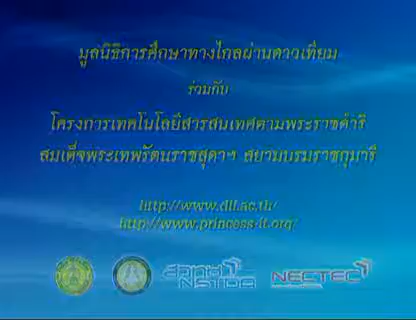 มูลนิธิการศึกษาทางไกลผ่านดาวเทียม
ร่วมกับ
โครงการเทคโนโลยีสารสนเทศตามพระราชดำริ
สมเด็จพระเทพรัตนราชสุดาฯ สยามบรมราชกุมารี
http://www.dlf.ac.th/
http://www.princess-it.org/
สวทช NECTEC
NSTDA